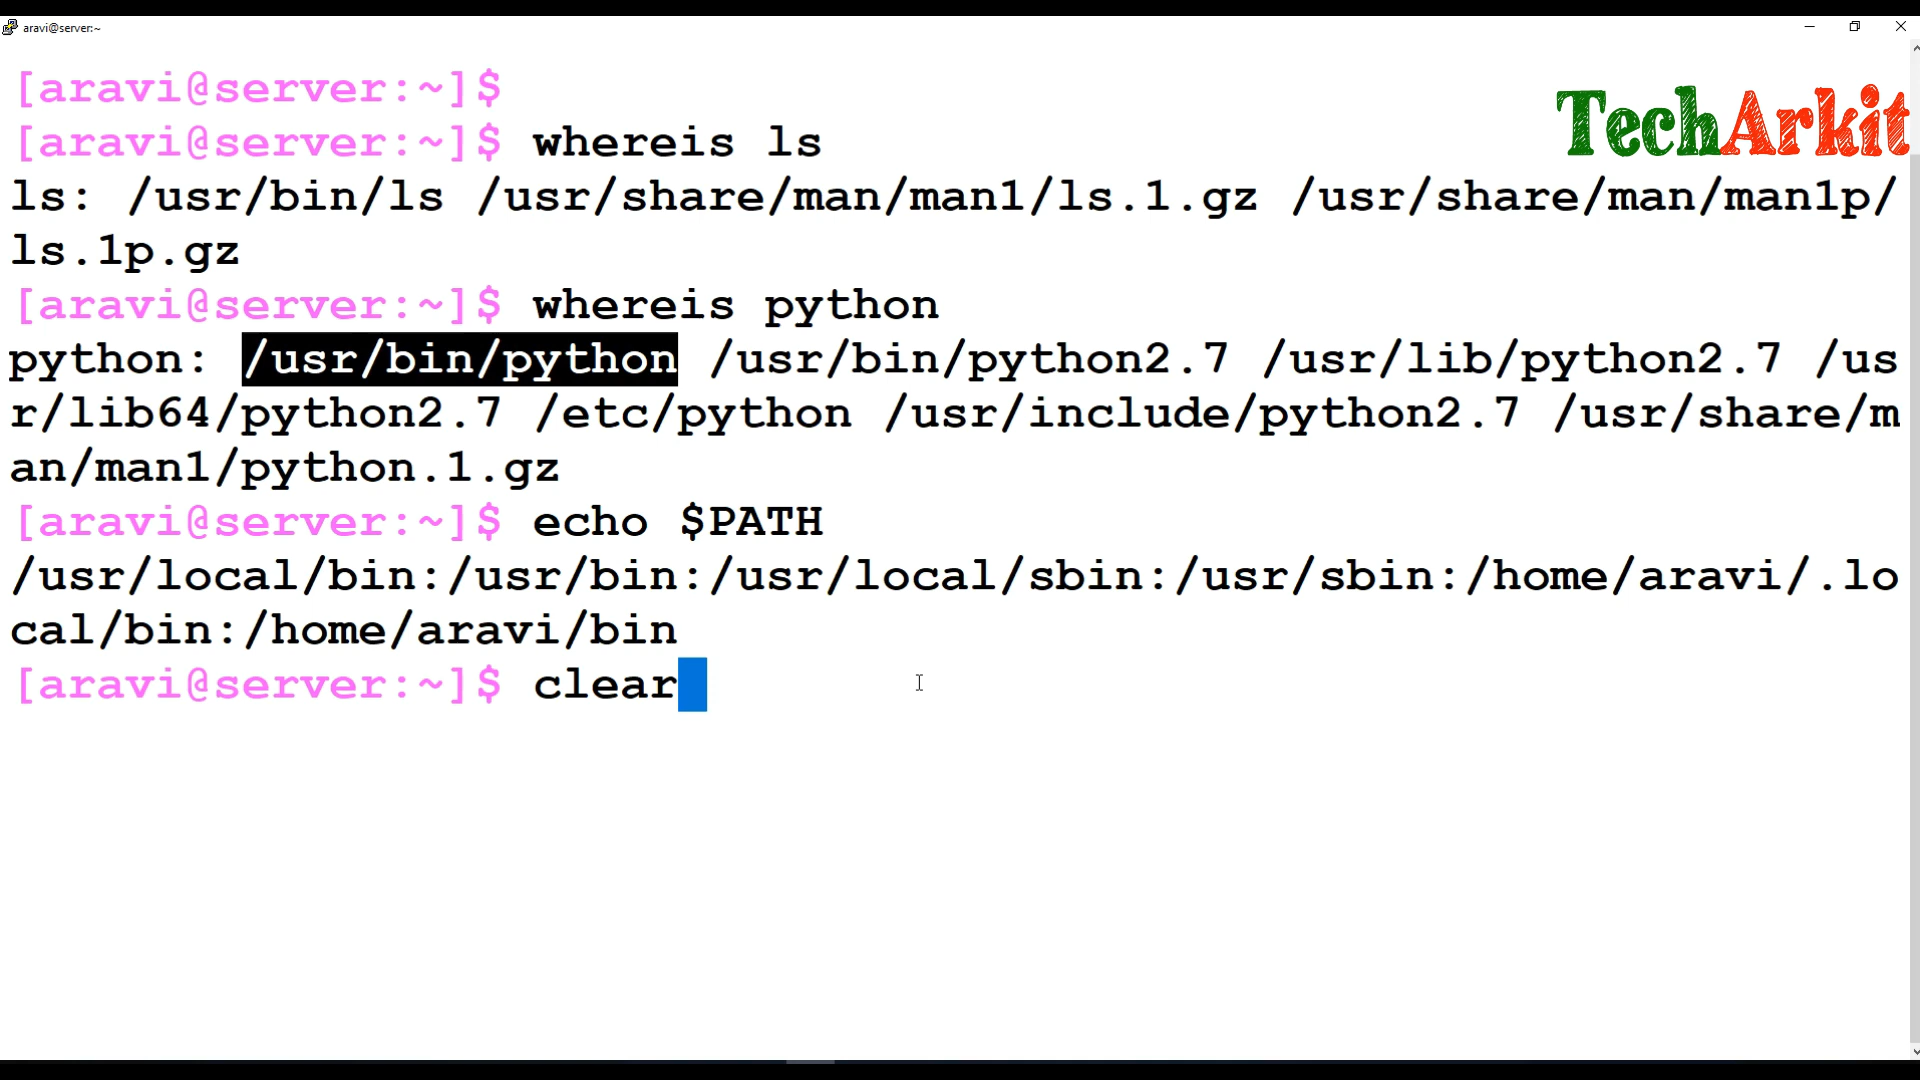 aravi@server:~
[aravi@server:~]$
TechArkit
[aravi@server:~]$ whereis ls
ls: /usr/bin/ls /usr/share/man/man1/ls.1.gz /usr/share/man/man1p/
ls.1p.gz
[aravi@server:~]$ whereis python
python: /usr/bin/python /usr/bin/python2.7 /usr/lib/python2.7 /us
r/lib64/python2.7 /etc/python /usr/include/python2.7 /usr/share/m
an/man1/python.1.gz
[aravi@server:~]$ echo $PATH
/usr/local/bin:/usr/bin:/usr/local/sbin:/usr/sbin:/home/aravi/.lo
cal/bin:/home/aravi/bin
[aravi@server:~]$ clear